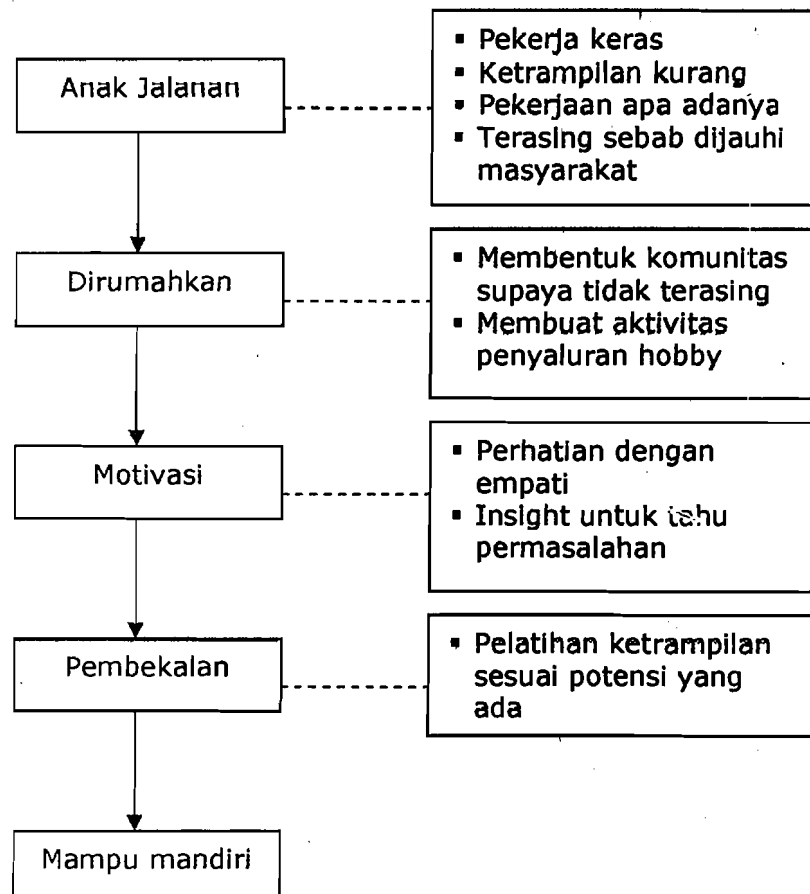 Anak Jalanan
▪ Pekerja keras
▪ Ketrampilan kurang
▪ Pekerjaan apa adanya
▪ Terasing sebab dijauhi
masyarakat
Dirumahkan
▪ Membentuk komunitas
supaya tidak terasing
▪ Membuat aktivitas
penyaluran hobby
Motivasi
▪ Perhatian dengan
empati
▪ Insight untuk tahu
permasalahan
Pembekalan
▪ Pelatihan ketrampilan
sesuai potensi yang
ada
Mampu mandiri